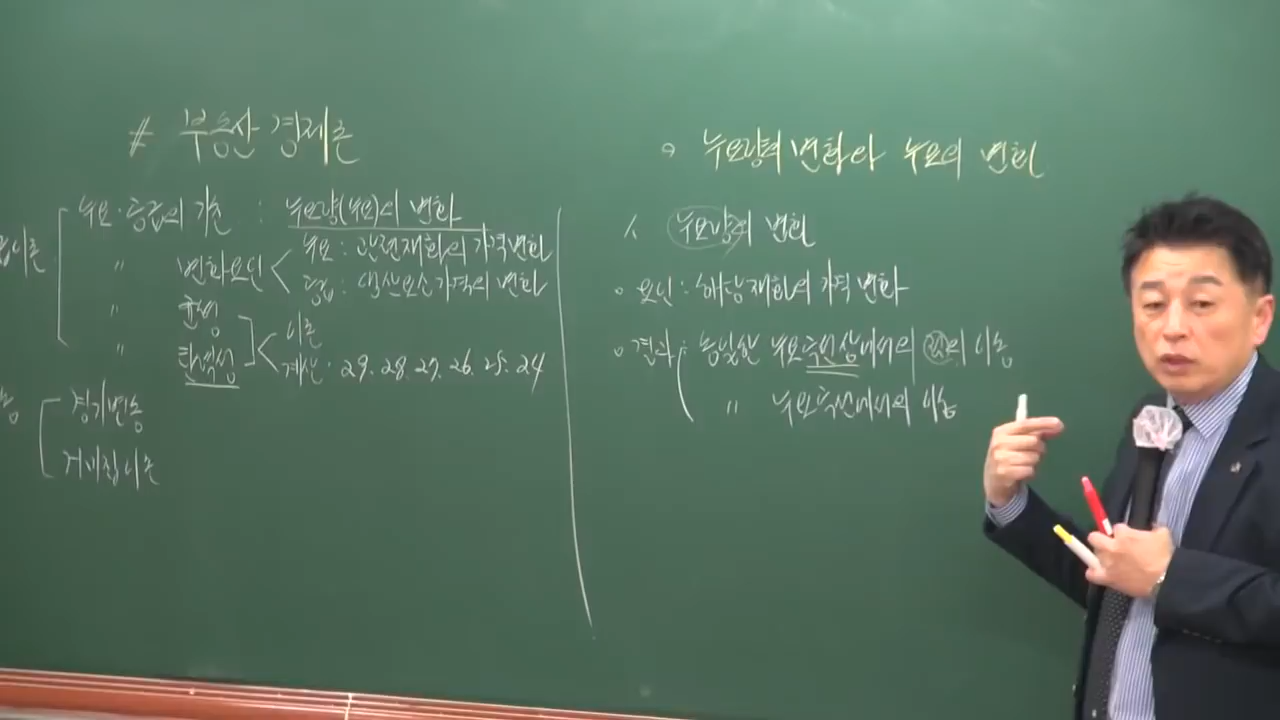 # 부동산 경제론
수요·공급의 기초 : 수요량(수요)의 변화
〃 변화요인 < 수요 : 관련재화의 가격변화
공급 : 생산요소가격의 변화
〃 균형
〃 탄력성 ] < 이론
계산 · 29. 28. 27. 26. 25. 24
경기변동
거미집이론
○ 수요량의 변화와 수요의 변화
1. 수요량의 변화
○ 요인 : 해당재화의 가격변화
○ 결과 : 동일한 수요곡선상에서의 점의 이동
〃 수요곡선에서의 이동